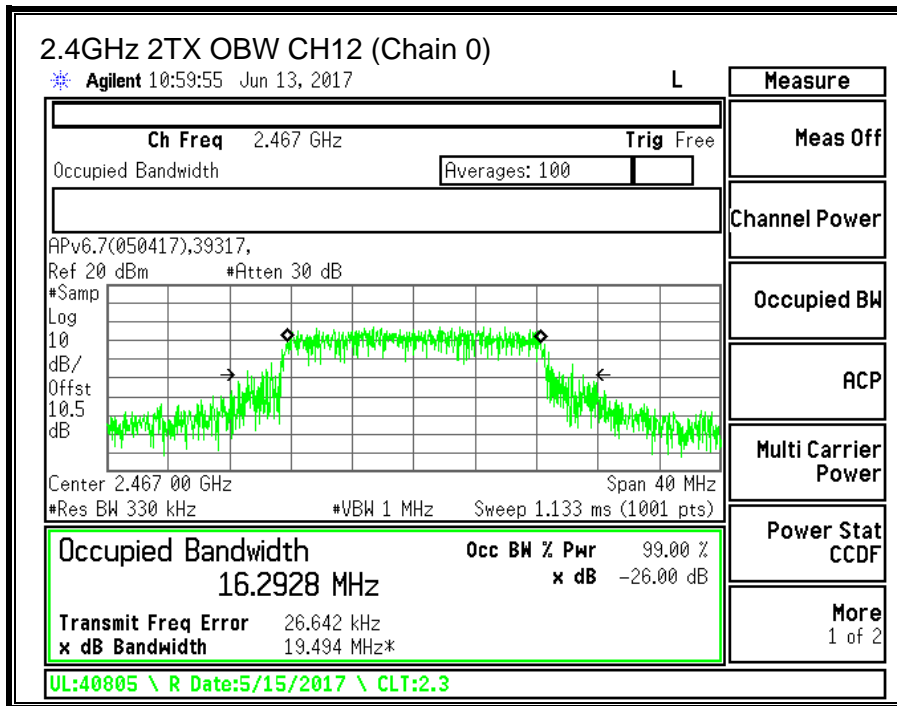 2.4GHz 2TX OBW CH12 (Chain 0)
Agilent 10:59:55 Jun 13, 2017 L
Measure
Ch Freq 2.467 GHz Trig Free
Occupied Bandwidth Averages: 100
APv6.7(050417),39317,
Ref 20 dBm #Atten 30 dB
#Samp
Log
10
dB/
Offst
10.5
dB
Center 2.467 00 GHz Span 40 MHz
#Res BW 330 kHz #VBW 1 MHz Sweep 1.133 ms (1001 pts)
Occupied Bandwidth Occ BW % Pwr 99.00 %
16.2928 MHz x dB -26.00 dB
Transmit Freq Error 26.642 kHz
x dB Bandwidth 19.494 MHz*
UL:40805 \ R Date:5/15/2017 \ CLT:2.3
Meas Off
Channel Power
Occupied BW
ACP
Multi Carrier
Power
Power Stat
CCDF
More
1 of 2